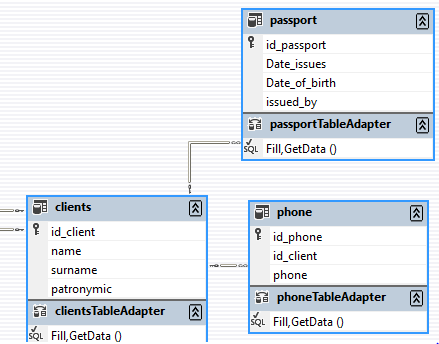 passport
id_passport
Date_issues
Date_of_birth
issued_by
passportTableAdapter
SQL Fill,GetData ()
clients
id_client
name
surname
patronymic
clientsTableAdapter
SQL Fill,GetData ()
phone
id_phone
id_client
phone
phoneTableAdapter
SQL Fill,GetData ()